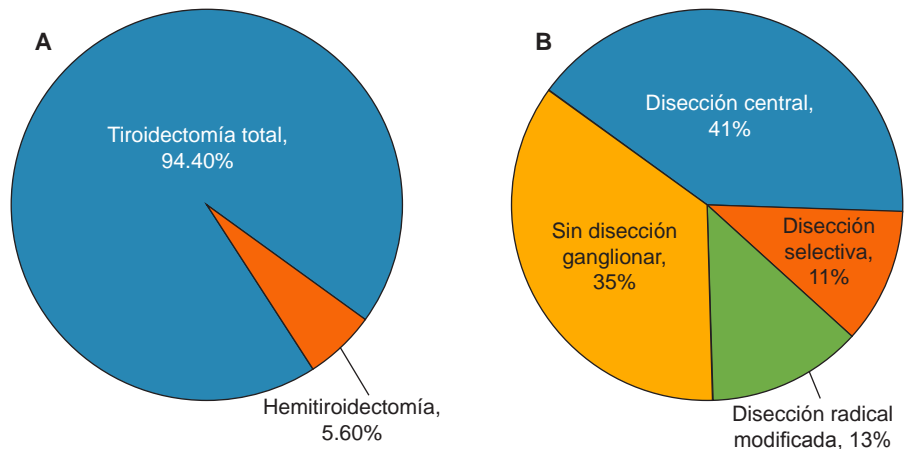 A
Tiroidectomía total,
94.40%
Hemitiroidectomía,
5.60%
B
Disección central,
41%
Disección
selectiva,
11%
Sin disección
ganglionar,
35%
Disección radical
modificada, 13%